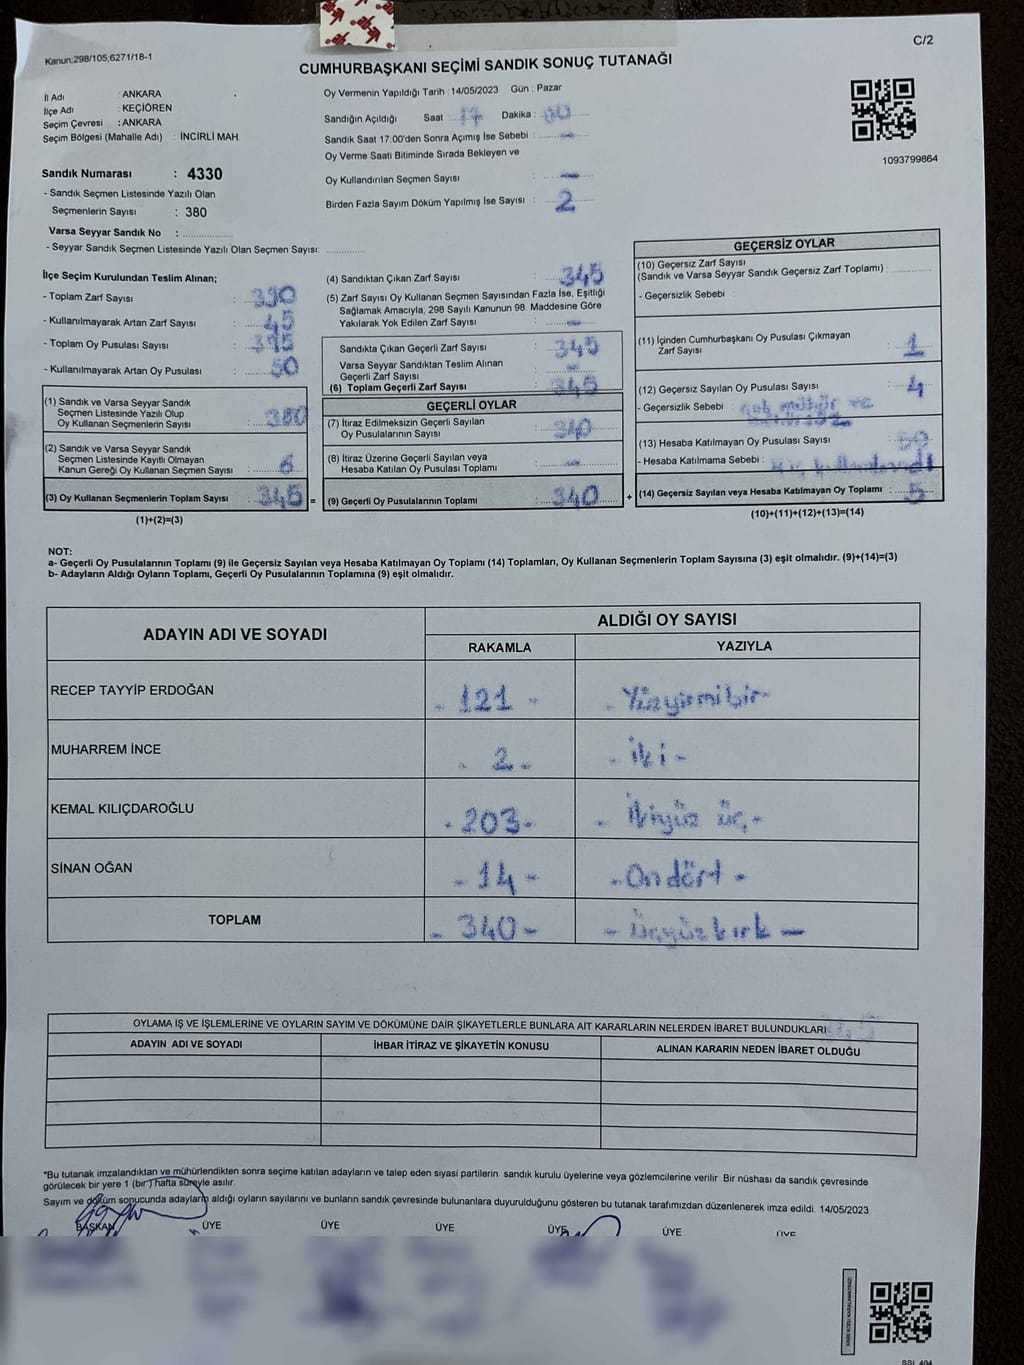 C/2
Kanun;298/105;6271/18-1
CUMHURBAŞKANI SEÇİMİ SANDIK SONUÇ TUTANAĞI
İl Adı : ANKARA
İlçe Adı : KEÇİÖREN
Seçim Çevresi : ANKARA
Seçim Bölgesi (Mahalle Adı) : İNCİRLİ MAH.
Sandık Numarası : 4330
- Sandık Seçmen Listesinde Yazılı Olan
Seçmenlerin Sayısı : 380
Varsa Seyyar Sandık No :
- Seyyar Sandık Seçmen Listesinde Yazılı Olan Seçmen Sayısı:
Oy Vermenin Yapıldığı Tarih : 14/05/2023 Gün : Pazar
Sandığın Açıldığı Saat : 17 Dakika : 00
Sandık Saat 17:00'den Sonra Açımış İse Sebebi : -
Oy Verme Saati Bitiminde Sırada Bekleyen ve
Oy Kullandırılan Seçmen Sayısı : -
Birden Fazla Sayım Döküm Yapılmış İse Sayısı : 2
1093799864
İlçe Seçim Kurulundan Teslim Alınan;
- Toplam Zarf Sayısı : 390
- Kullanılmayarak Artan Zarf Sayısı : 45
- Toplam Oy Pusulası Sayısı :
- Kullanılmayarak Artan Oy Pusulası : 50
(1) Sandık ve Varsa Seyyar Sandık
Seçmen Listesinde Yazılı Olup
Oy Kullanan Seçmenlerin Sayısı :
(2) Sandık ve Varsa Seyyar Sandık
Seçmen Listesinde Kayıtlı Olmayan
Kanun Gereği Oy Kullanan Seçmen Sayısı : 6
(3) Oy Kullanan Seçmenlerin Toplam Sayısı : 345 =
(1)+(2)=(3)
(4) Sandıktan Çıkan Zarf Sayısı : 345
(5) Zarf Sayısı Oy Kullanan Seçmen Sayısından Fazla İse, Eşitliği
Sağlamak Amacıyla, 298 Sayılı Kanunun 98. Maddesine Göre
Yakılarak Yok Edilen Zarf Sayısı : -
Sandıkta Çıkan Geçerli Zarf Sayısı : 345
Varsa Seyyar Sandıktan Teslim Alınan
Geçerli Zarf Sayısı : -
(6) Toplam Geçerli Zarf Sayısı : 345
GEÇERLİ OYLAR
(7) İtiraz Edilmeksizin Geçerli Sayılan
Oy Pusulalarının Sayısı : 340
(8) İtiraz Üzerine Geçerli Sayılan veya
Hesaba Katılan Oy Pusulası Toplamı : -
(9) Geçerli Oy Pusulalarının Toplamı : 340 +
GEÇERSİZ OYLAR
(10) Geçersiz Zarf Sayısı
(Sandık ve Varsa Seyyar Sandık Geçersiz Zarf Toplamı) :
- Geçersizlik Sebebi :
(11) İçinden Cumhurbaşkanı Oy Pusulası Çıkmayan
Zarf Sayısı : 1
(12) Geçersiz Sayılan Oy Pusulası Sayısı : 4
- Geçersizlik Sebebi : mühür ve
(13) Hesaba Katılmayan Oy Pusulası Sayısı : 50
- Hesaba Katılmama Sebebi :
(14) Geçersiz Sayılan veya Hesaba Katılmayan Oy Toplamı : 5
(10)+(11)+(12)+(13)=(14)
NOT:
a- Geçerli Oy Pusulalarının Toplamı (9) ile Geçersiz Sayılan veya Hesaba Katılmayan Oy Toplamı (14) Toplamları, Oy Kullanan Seçmenlerin Toplam Sayısına (3) eşit olmalıdır. (9)+(14)=(3)
b- Adayların Aldığı Oyların Toplamı, Geçerli Oy Pusulalarının Toplamına (9) eşit olmalıdır.
ADAYIN ADI VE SOYADI ALDIĞI OY SAYISI
RAKAMLA YAZIYLA
RECEP TAYYİP ERDOĞAN - 121 - - Yüzyirmibir-
MUHARREM İNCE - 2 - - İki -
KEMAL KILIÇDAROĞLU - 203- - İkiyüz üç -
SİNAN OĞAN - 14 - - Ondört -
TOPLAM - 340 - - Üçyüzkırk -
OYLAMA İŞ VE İŞLEMLERİNE VE OYLARIN SAYIM VE DÖKÜMÜNE DAİR ŞİKAYETLERLE BUNLARA AİT KARARLARIN NELERDEN İBARET BULUNDUKLARI
345
ADAYIN ADI VE SOYADI İHBAR İTİRAZ VE ŞİKAYETİN KONUSU ALINAN KARARIN NEDEN İBARET OLDUĞU
*Bu tutanak imzalandıktan ve mühürlendikten sonra seçime katılan adayların ve talep eden siyasi partilerin sandık kurulu üyelerine veya gözlemcilerine verilir. Bir nüshası da sandık çevresinde
görülecek bir yere 1 (bir) hafta süreyle asılır.
Sayım ve döküm sonucunda adayların aldığı oyların sayılarını ve bunların sandık çevresinde bulunanlara duyurulduğunu gösteren bu tutanak tarafımızdan düzenlenerek imza edildi. 14/05/2023
BAŞKAN ÜYE ÜYE ÜYE ÜYE ÜYE ÜYE